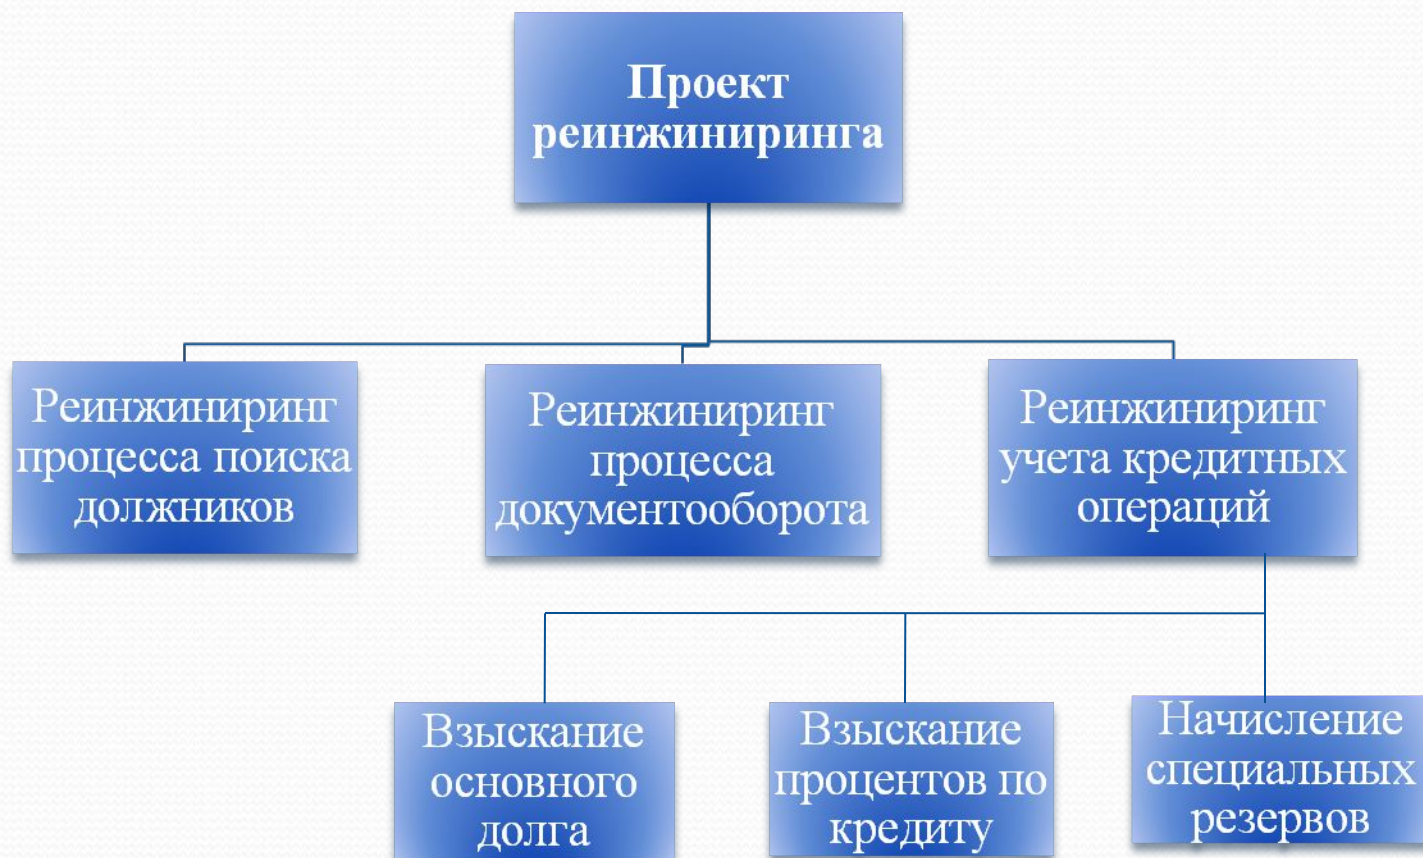 Проект
реинжиниринга
Реинжиниринг
процесса поиска
должников
Реинжиниринг
процесса
документооборота
Реинжиниринг
учета кредитных
операций
Взыскание
основного
долга
Взыскание
процентов по
кредиту
Начисление
специальных
резервов